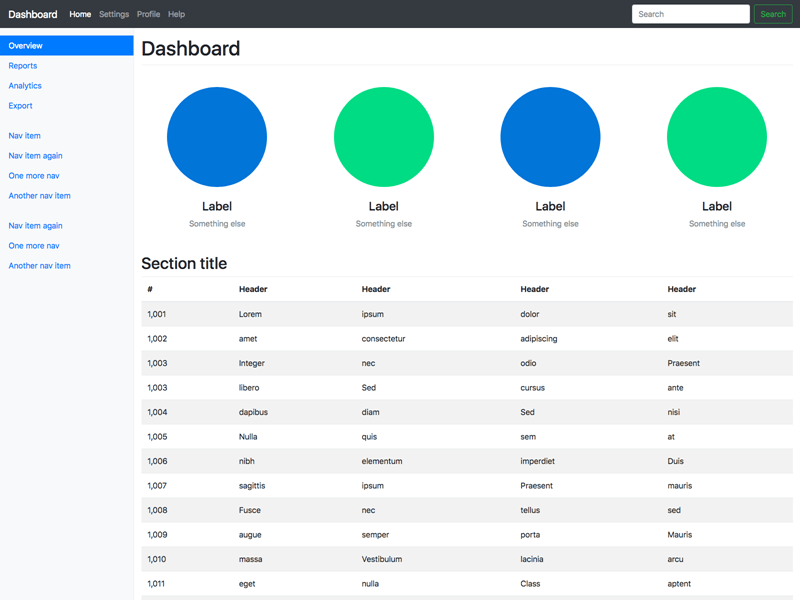 Dashboard Home Settings Profile Help Search Search
Overview
Reports
Analytics
Export
Nav item
Nav item again
One more nav
Another nav item
Nav item again
One more nav
Another nav item
Dashboard
Label Label Label Label
Something else Something else Something else Something else
Section title
# Header Header Header Header
1,001 Lorem ipsum dolor sit
1,002 amet consectetur adipiscing elit
1,003 Integer nec odio Praesent
1,003 libero Sed cursus ante
1,004 dapibus diam Sed nisi
1,005 Nulla quis sem at
1,006 nibh elementum imperdiet Duis
1,007 sagittis ipsum Praesent mauris
1,008 Fusce nec tellus sed
1,009 augue semper porta Mauris
1,010 massa Vestibulum lacinia arcu
1,011 eget nulla Class aptent